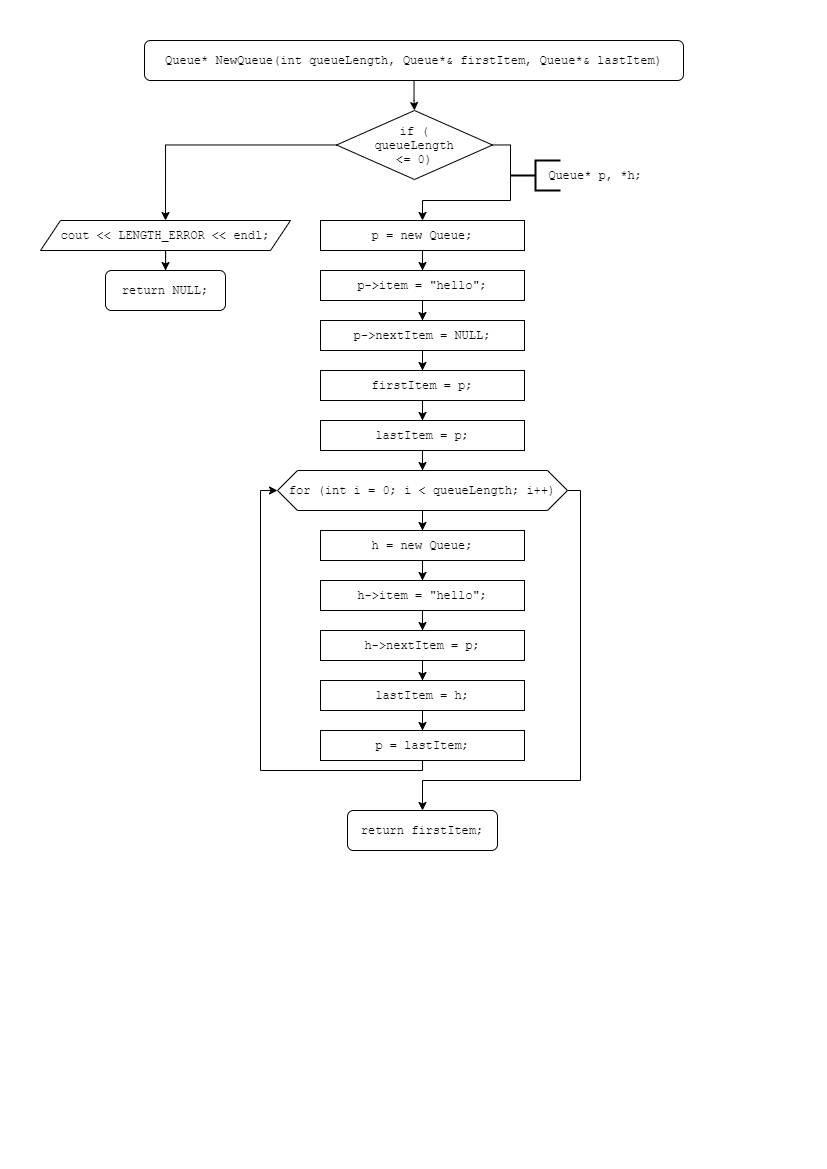 Queue* NewQueue(int queueLength, Queue*& firstItem, Queue*& lastItem)
if (
queueLength
<= 0)
Queue* p, *h;
cout << LENGTH_ERROR << endl;
return NULL;
p = new Queue;
p->item = "hello";
p->nextItem = NULL;
firstItem = p;
lastItem = p;
for (int i = 0; i < queueLength; i++)
h = new Queue;
h->item = "hello";
h->nextItem = p;
lastItem = h;
p = lastItem;
return firstItem;